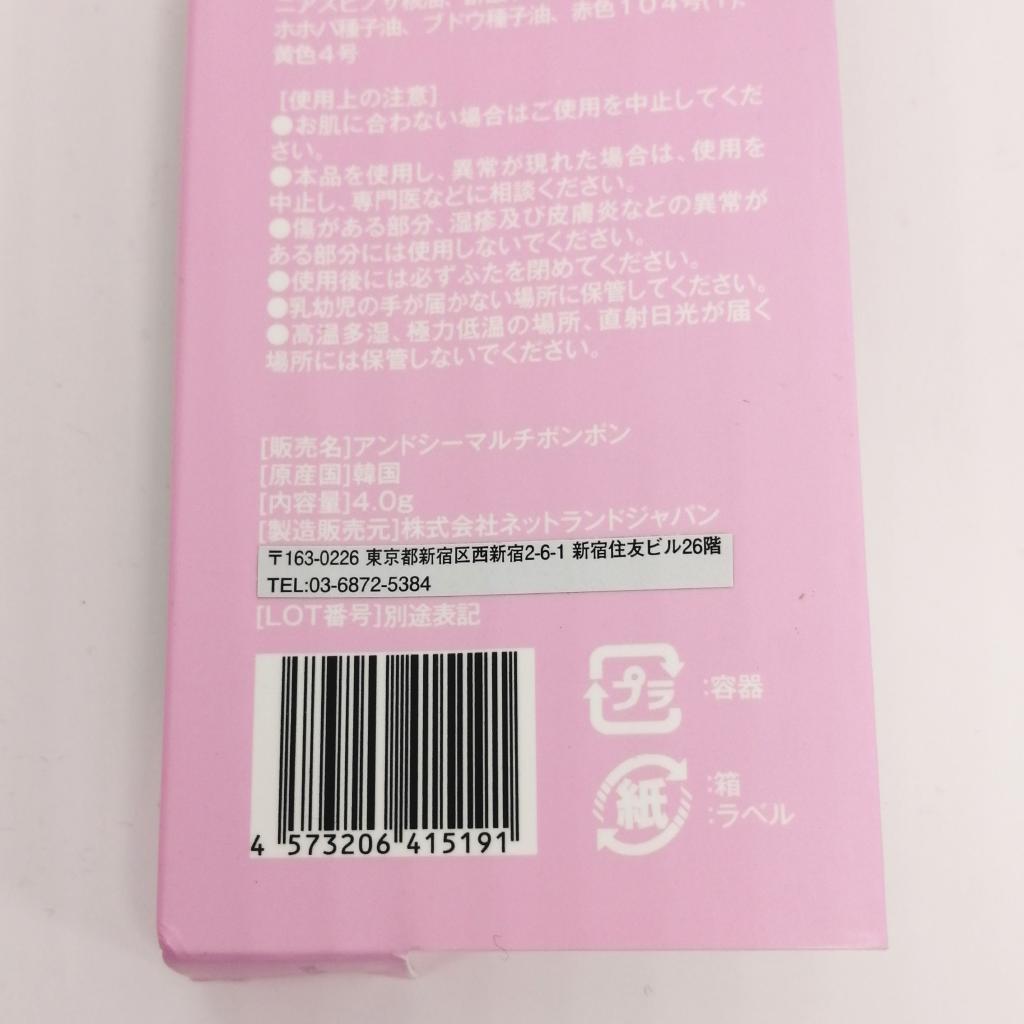 ホホバ種子油、ブドウ種子油、赤色104号(1)、
黄色4号
[使用上の注意]
●お肌に合わない場合はご使用を中止してくだ
さい。
●本品を使用し、異常が現れた場合は、使用を
中止し、専門医などに相談ください。
●傷がある部分、湿疹及び皮膚炎などの異常が
ある部分には使用しないでください。
●使用後には必ずふたを閉めてください。
●乳幼児の手が届かない場所に保管してください。
●高温多湿、極力低温の場所、直射日光が届く
場所には保管しないでください。
[販売名]アンドシーマルチボンボン
[原産国]韓国
[内容量]4.0g
[製造販売元]株式会社ネットランドジャパン
〒163-0226 東京都新宿区西新宿2-6-1 新宿住友ビル26階
TEL:03-6872-5384
[LOT番号]別途表記
4 573206 415191
プラ :容器
紙 :箱
:ラベル